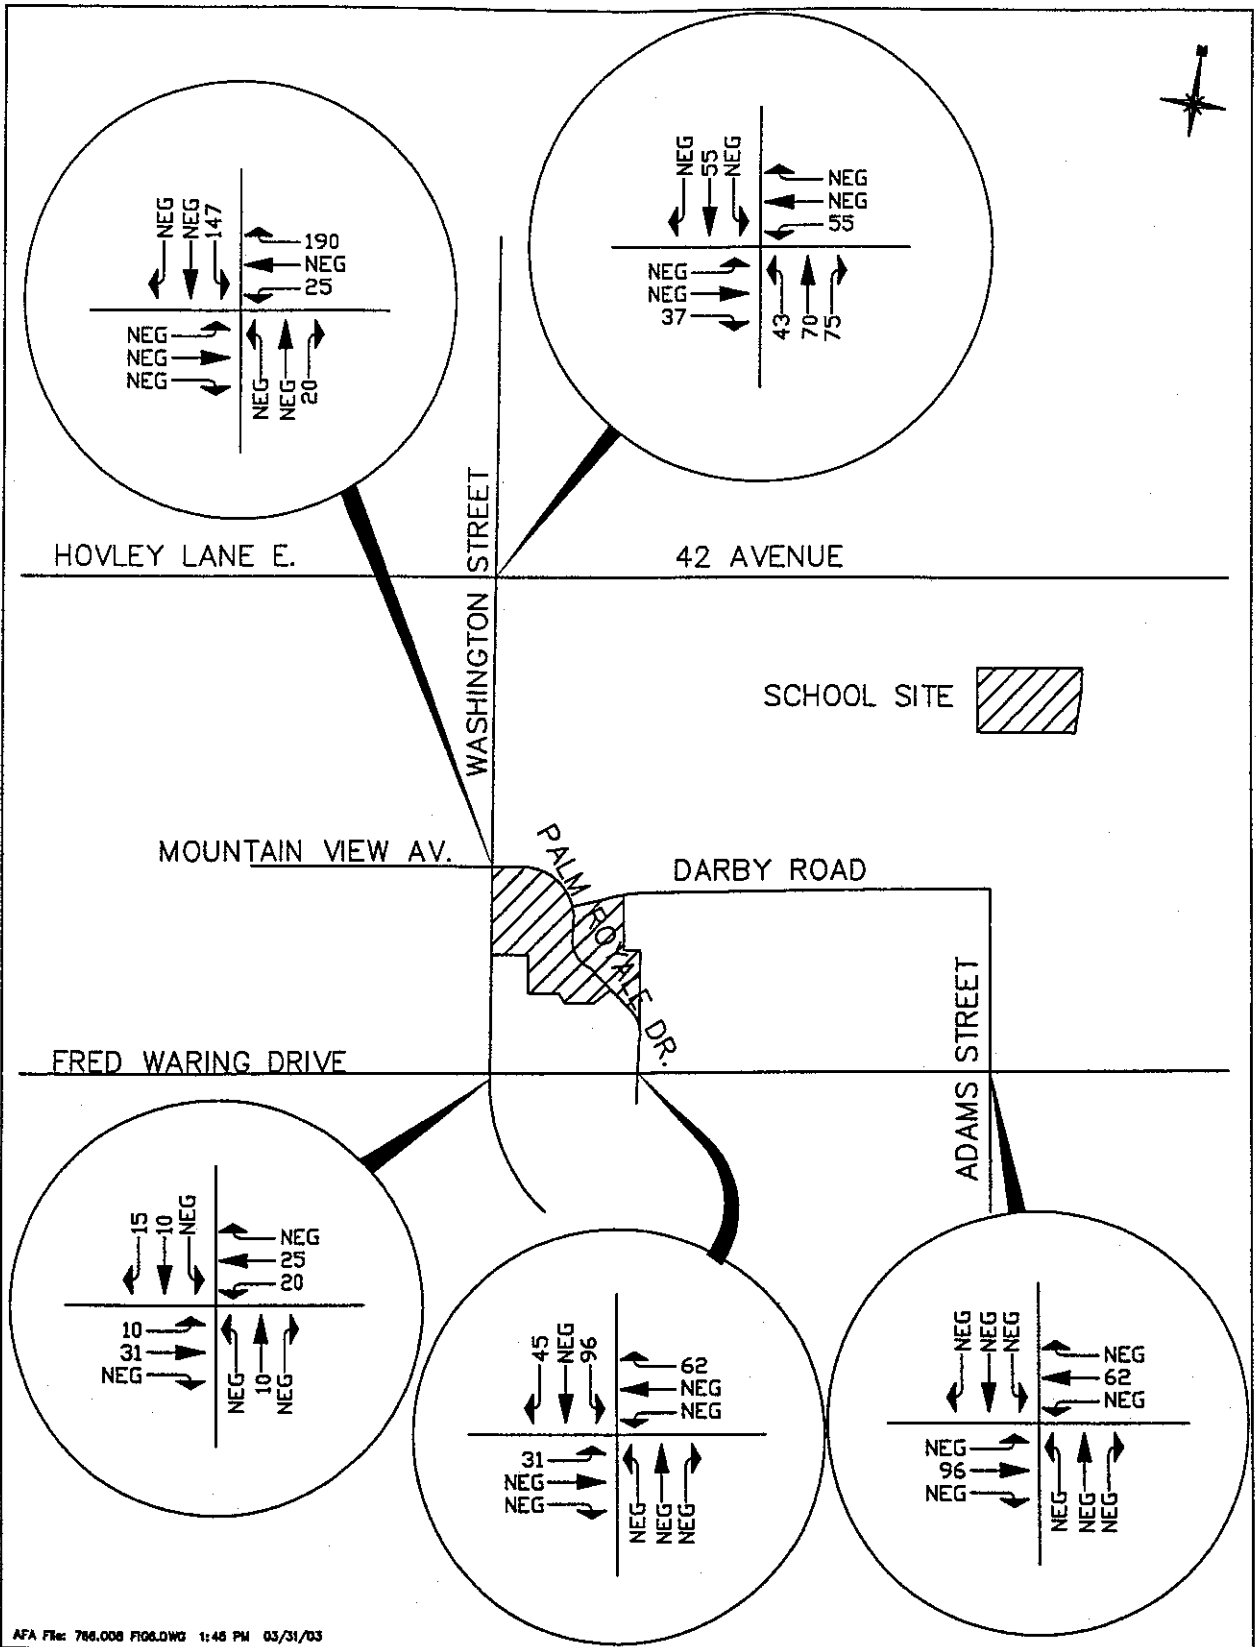 NEG
55
NEG
NEG
NEG
55
NEG
NEG
37
43
70
75
NEG
NEG
147
190
NEG
25
NEG
NEG
NEG
NEG
NEG
20
HOVLEY LANE E.
WASHINGTON STREET
42 AVENUE
SCHOOL SITE
MOUNTAIN VIEW AV.
PALM ROYALE DR.
DARBY ROAD
FRED WARING DRIVE
ADAMS STREET
15
10
NEG
NEG
25
20
10
31
NEG
NEG
10
NEG
45
NEG
96
62
NEG
NEG
31
NEG
NEG
NEG
NEG
NEG
NEG
NEG
NEG
NEG
62
NEG
NEG
96
NEG
NEG
NEG
NEG
AFA File: 766.008 FIG6.DWG 1:46 PM 03/31/03